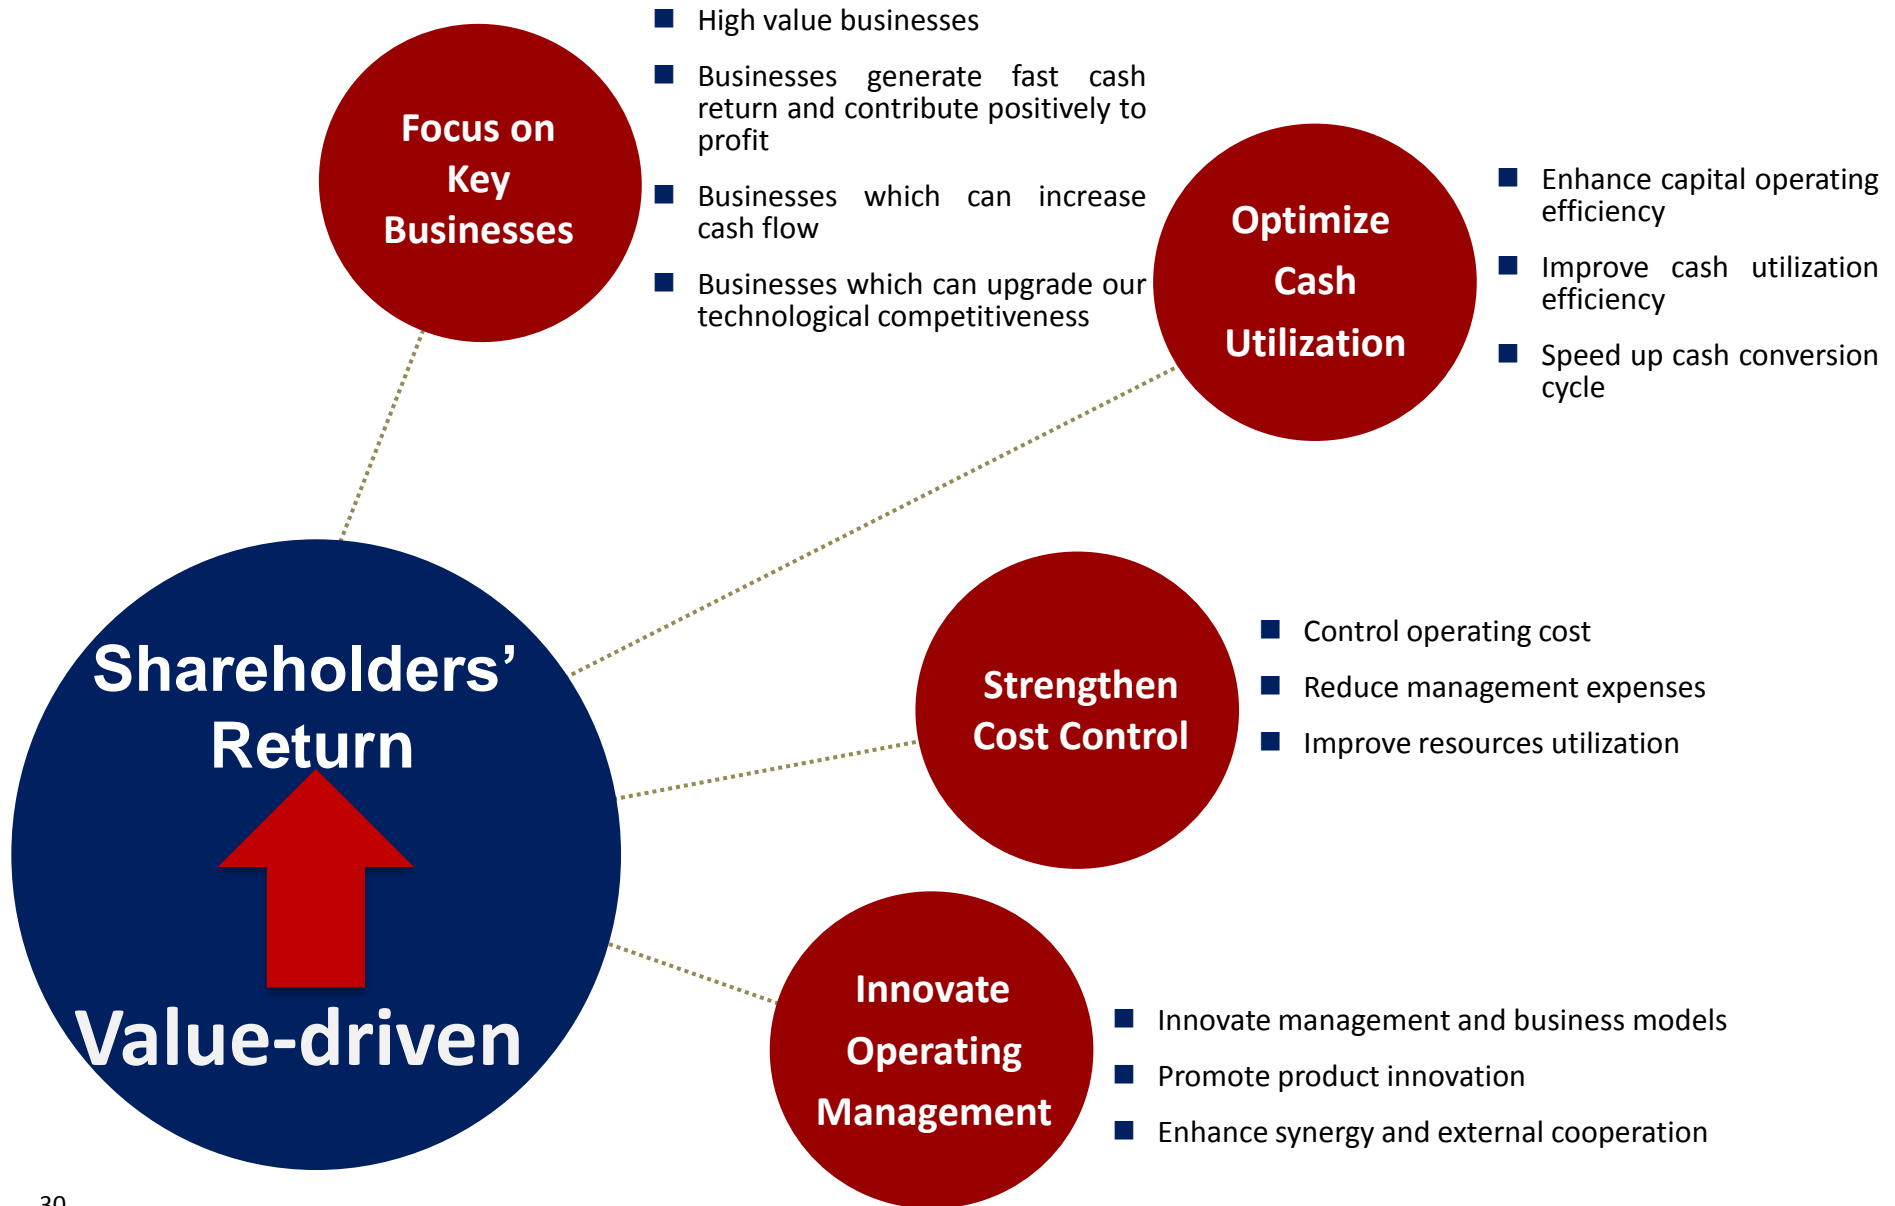 Focus on
Key
Businesses
High value businesses
Businesses generate fast cash
return and contribute positively to
profit
Businesses which can increase
cash flow
Businesses which can upgrade our
technological competitiveness
Optimize
Cash
Utilization
Enhance capital operating
efficiency
Improve cash utilization
efficiency
Speed up cash conversion
cycle
Shareholders’
Return
Value-driven
Strengthen
Cost Control
Control operating cost
Reduce management expenses
Improve resources utilization
Innovate
Operating
Management
Innovate management and business models
Promote product innovation
Enhance synergy and external cooperation
30